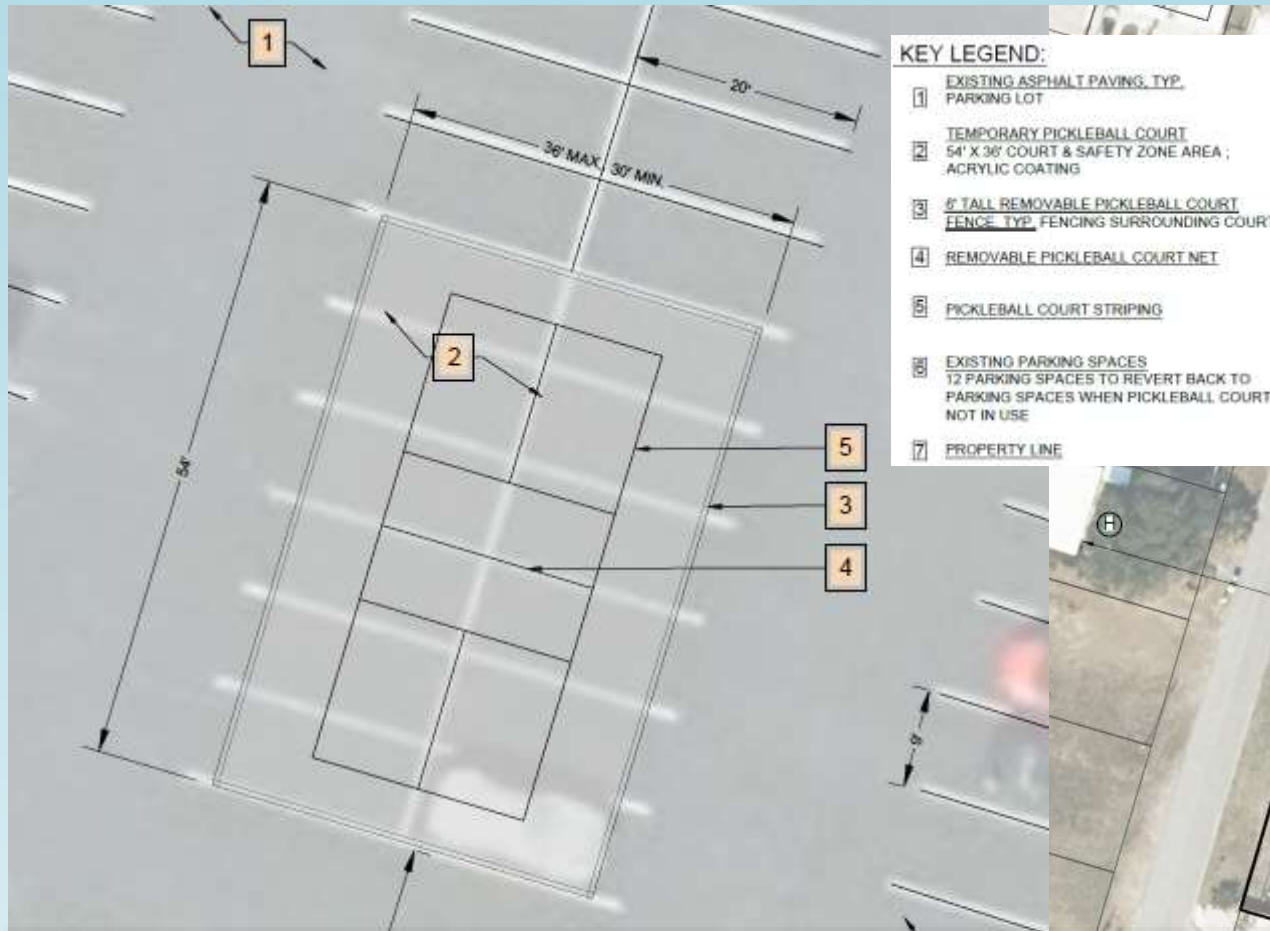 1
20'
36' MAX. 30' MIN.
54'
2
5
3
4
KEY LEGEND:
1 EXISTING ASPHALT PAVING, TYP.
PARKING LOT
2 TEMPORARY PICKLEBALL COURT
54' X 36' COURT & SAFETY ZONE AREA ;
ACRYLIC COATING
3 6' TALL REMOVABLE PICKLEBALL COURT
FENCE, TYP. FENCING SURROUNDING COURT
4 REMOVABLE PICKLEBALL COURT NET
5 PICKLEBALL COURT STRIPING
6 EXISTING PARKING SPACES
12 PARKING SPACES TO REVERT BACK TO
PARKING SPACES WHEN PICKLEBALL COURT
NOT IN USE
7 PROPERTY LINE
H